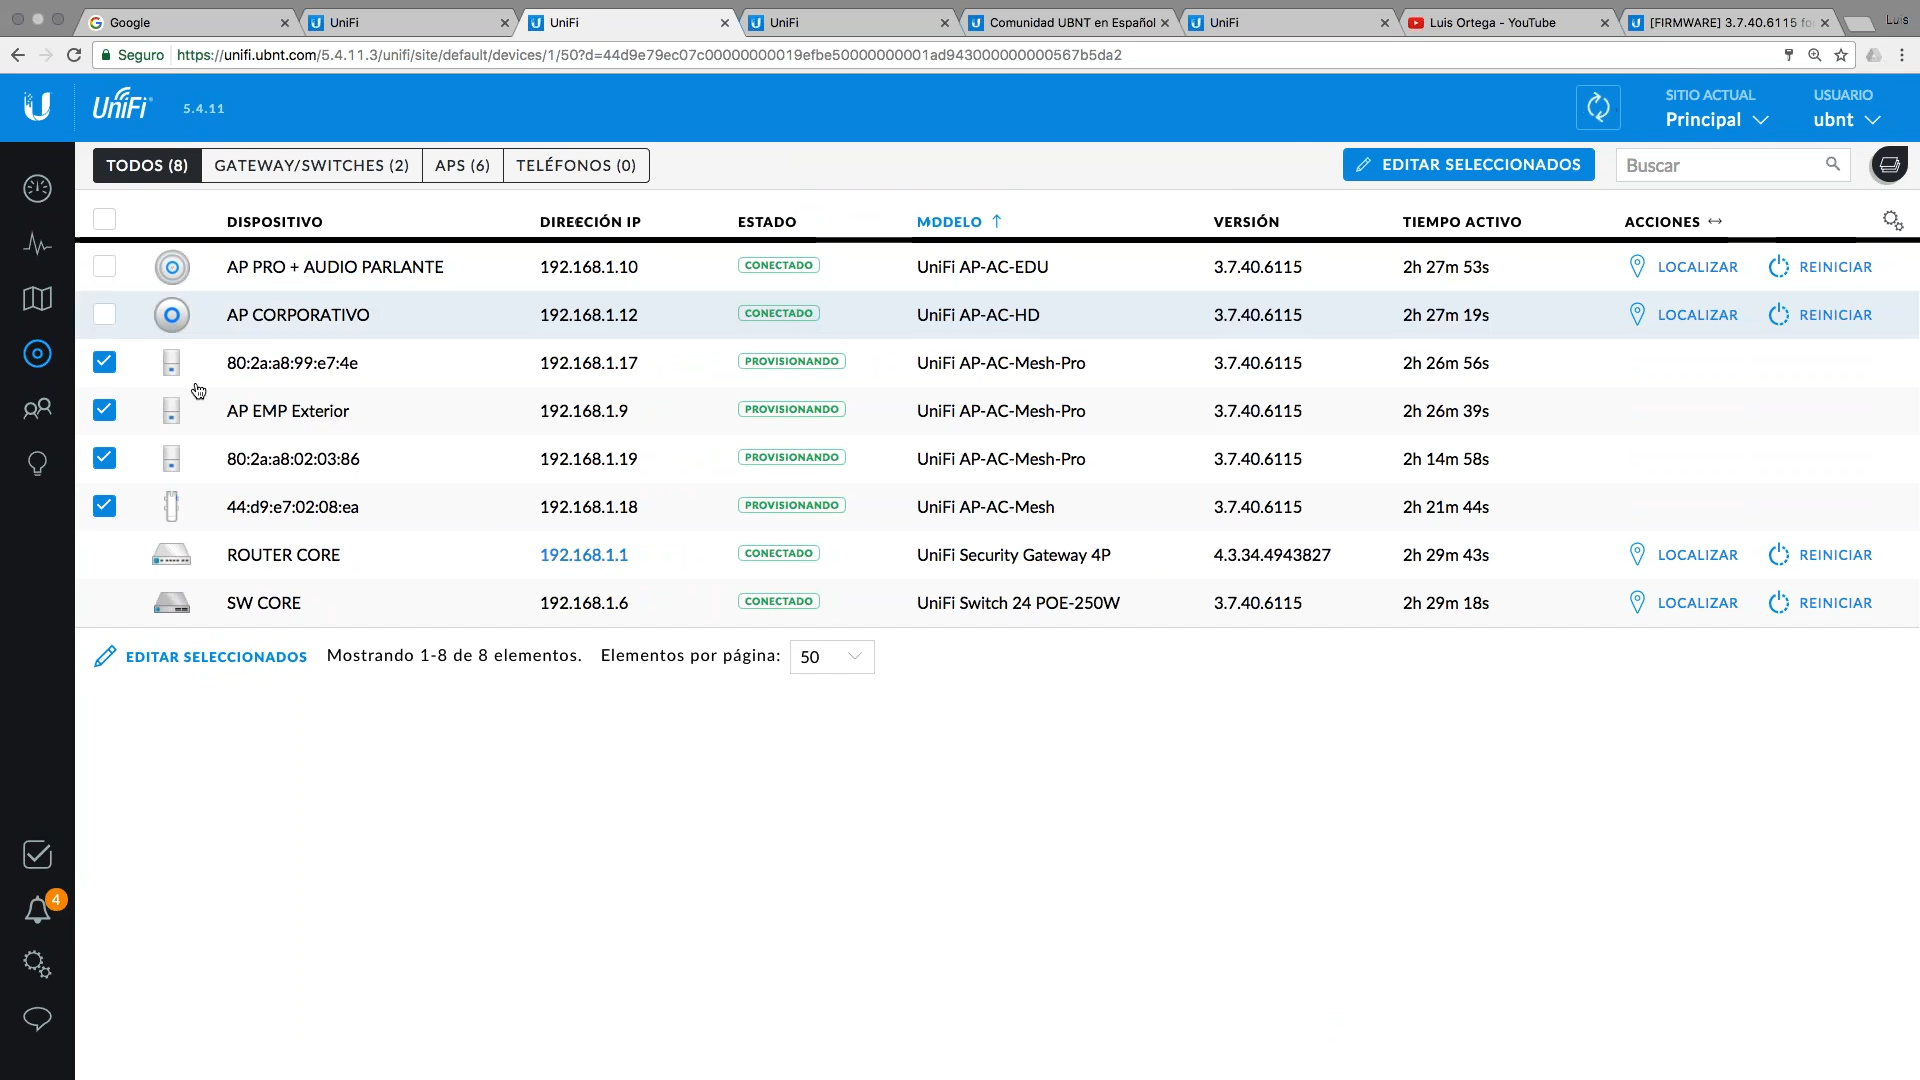 Google UniFi UniFi UniFi Comunidad UBNT en Español UniFi Luis Ortega - YouTube [FIRMWARE] 3.7.40.6115 fo Luis
Seguro https://unifi.ubnt.com/5.4.11.3/unifi/site/default/devices/1/50?d=44d9e79ec07c00000000019efbe50000000001ad943000000000567b5da2
UniFi 5.4.11 SITIO ACTUAL USUARIO
Principal ubnt
TODOS (8) GATEWAY/SWITCHES (2) APS (6) TELÉFONOS (0) EDITAR SELECCIONADOS Buscar
DISPOSITIVO DIRECCIÓN IP ESTADO MODELO ↑ VERSIÓN TIEMPO ACTIVO ACCIONES ↔
AP PRO + AUDIO PARLANTE 192.168.1.10 CONECTADO UniFi AP-AC-EDU 3.7.40.6115 2h 27m 53s LOCALIZAR REINICIAR
AP CORPORATIVO 192.168.1.12 CONECTADO UniFi AP-AC-HD 3.7.40.6115 2h 27m 19s LOCALIZAR REINICIAR
80:2a:a8:99:e7:4e 192.168.1.17 PROVISIONANDO UniFi AP-AC-Mesh-Pro 3.7.40.6115 2h 26m 56s
AP EMP Exterior 192.168.1.9 PROVISIONANDO UniFi AP-AC-Mesh-Pro 3.7.40.6115 2h 26m 39s
80:2a:a8:02:03:86 192.168.1.19 PROVISIONANDO UniFi AP-AC-Mesh-Pro 3.7.40.6115 2h 14m 58s
44:d9:e7:02:08:ea 192.168.1.18 PROVISIONANDO UniFi AP-AC-Mesh 3.7.40.6115 2h 21m 44s
ROUTER CORE 192.168.1.1 CONECTADO UniFi Security Gateway 4P 4.3.34.4943827 2h 29m 43s LOCALIZAR REINICIAR
SW CORE 192.168.1.6 CONECTADO UniFi Switch 24 POE-250W 3.7.40.6115 2h 29m 18s LOCALIZAR REINICIAR
EDITAR SELECCIONADOS Mostrando 1-8 de 8 elementos. Elementos por página: 50
4